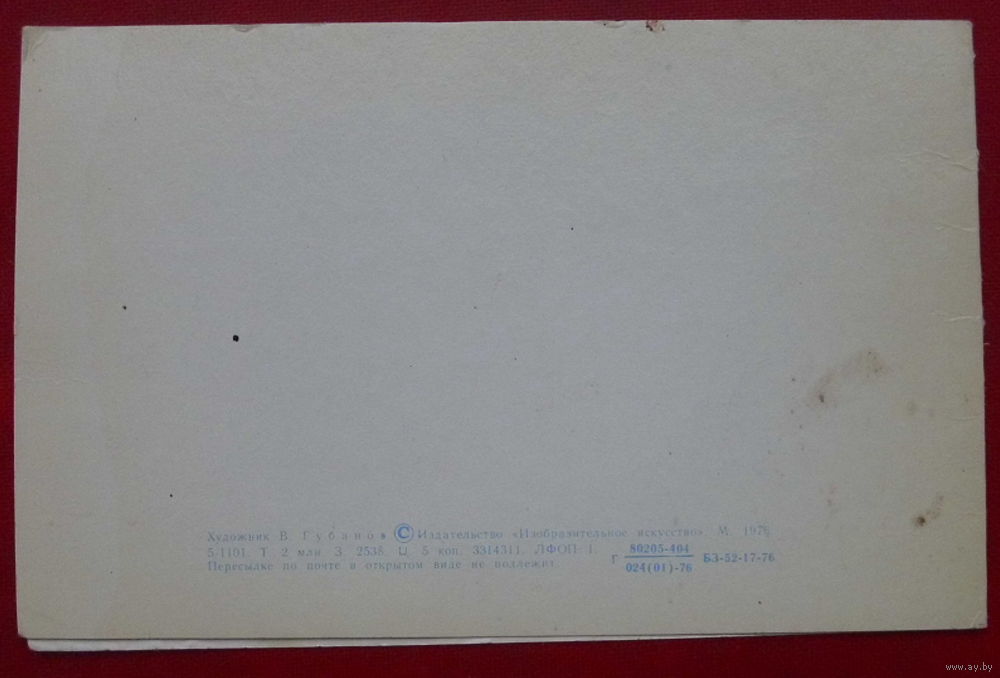 Художник В. Губанов © Издательство «Изобразительное искусство». М. 1976
5-1101. Т 2 млн З. 2538. Ц 5 коп. 3314311. ЛФОП-1.
Пересылке по почте в открытом виде не подлежит.
Г 80205-404 БЗ-52-17-76
024(01)-76
www.ay.by